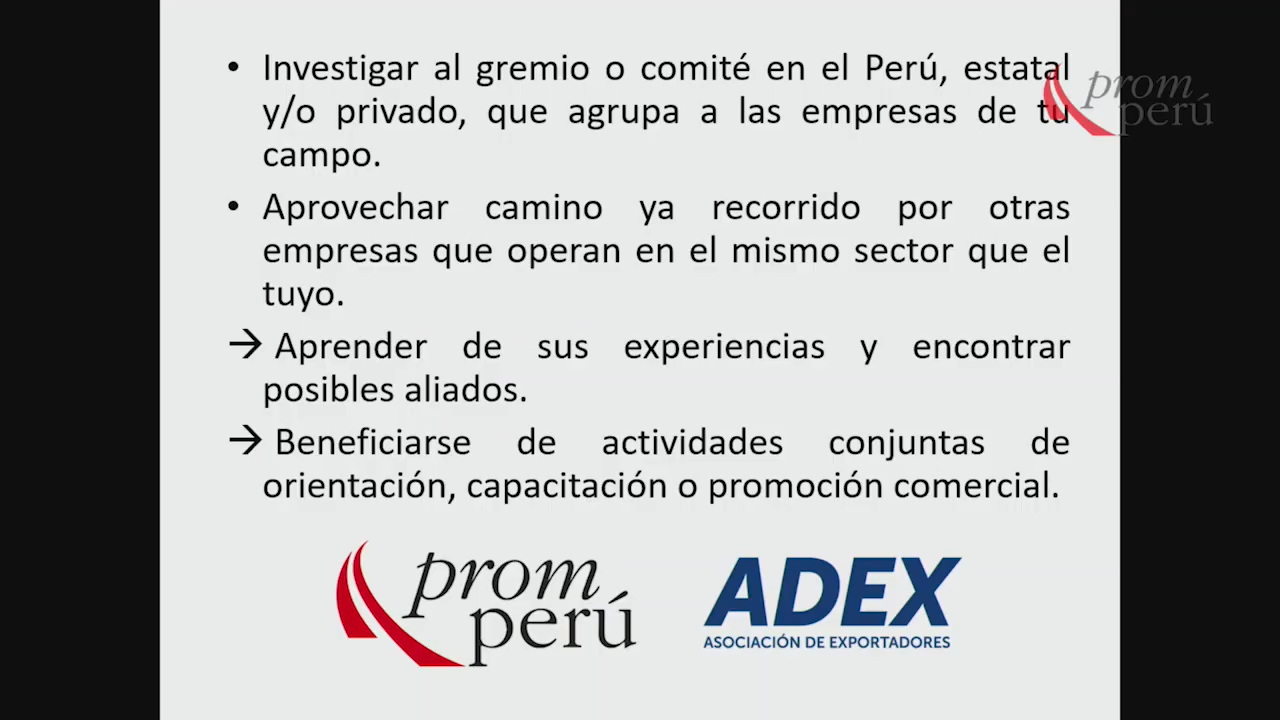 • Investigar al gremio o comité en el Perú, estatal
y/o privado, que agrupa a las empresas de tu
campo.
• Aprovechar camino ya recorrido por otras
empresas que operan en el mismo sector que el
tuyo.
→ Aprender de sus experiencias y encontrar
posibles aliados.
→ Beneficiarse de actividades conjuntas de
orientación, capacitación o promoción comercial.
prom
perú
prom
perú
ADEX
ASOCIACIÓN DE EXPORTADORES